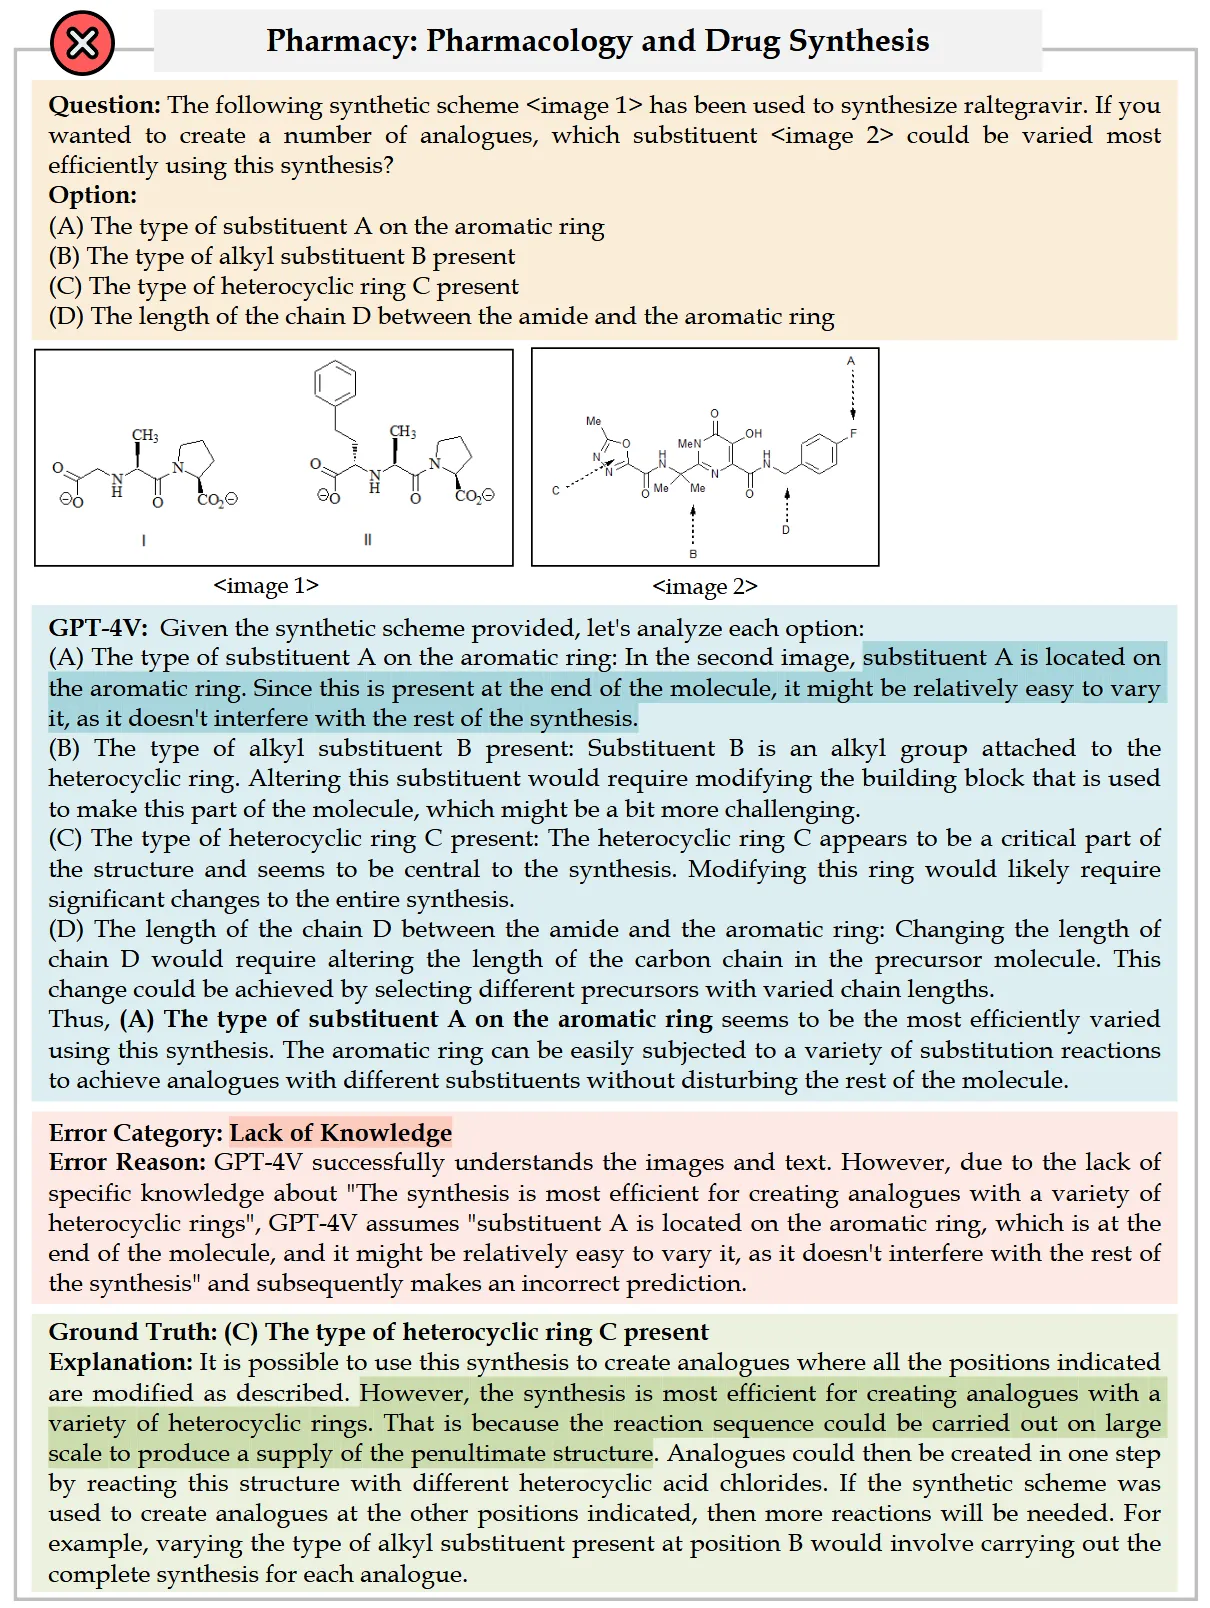 Pharmacy: Pharmacology and Drug Synthesis
Question: The following synthetic scheme <image 1> has been used to synthesize raltegravir. If you
wanted to create a number of analogues, which substituent <image 2> could be varied most
efficiently using this synthesis?
Option:
(A) The type of substituent A on the aromatic ring
(B) The type of alkyl substituent B present
(C) The type of heterocyclic ring C present
(D) The length of the chain D between the amide and the aromatic ring
CH3
O
⊖O
N
H
O
N
CO2⊖
I
CH3
O
⊖O
N
H
O
N
CO2⊖
II
A
Me
O
N
N
C
O
H
N
Me
Me
B
MeN
O
OH
N
O
H
N
D
F
<image 1>
<image 2>
GPT-4V: Given the synthetic scheme provided, let's analyze each option:
(A) The type of substituent A on the aromatic ring: In the second image, substituent A is located on
the aromatic ring. Since this is present at the end of the molecule, it might be relatively easy to vary
it, as it doesn't interfere with the rest of the synthesis.
(B) The type of alkyl substituent B present: Substituent B is an alkyl group attached to the
heterocyclic ring. Altering this substituent would require modifying the building block that is used
to make this part of the molecule, which might be a bit more challenging.
(C) The type of heterocyclic ring C present: The heterocyclic ring C appears to be a critical part of
the structure and seems to be central to the synthesis. Modifying this ring would likely require
significant changes to the entire synthesis.
(D) The length of the chain D between the amide and the aromatic ring: Changing the length of
chain D would require altering the length of the carbon chain in the precursor molecule. This
change could be achieved by selecting different precursors with varied chain lengths.
Thus, (A) The type of substituent A on the aromatic ring seems to be the most efficiently varied
using this synthesis. The aromatic ring can be easily subjected to a variety of substitution reactions
to achieve analogues with different substituents without disturbing the rest of the molecule.
Error Category: Lack of Knowledge
Error Reason: GPT-4V successfully understands the images and text. However, due to the lack of
specific knowledge about "The synthesis is most efficient for creating analogues with a variety of
heterocyclic rings", GPT-4V assumes "substituent A is located on the aromatic ring, which is at the
end of the molecule, and it might be relatively easy to vary it, as it doesn't interfere with the rest of
the synthesis" and subsequently makes an incorrect prediction.
Ground Truth: (C) The type of heterocyclic ring C present
Explanation: It is possible to use this synthesis to create analogues where all the positions indicated
are modified as described. However, the synthesis is most efficient for creating analogues with a
variety of heterocyclic rings. That is because the reaction sequence could be carried out on large
scale to produce a supply of the penultimate structure. Analogues could then be created in one step
by reacting this structure with different heterocyclic acid chlorides. If the synthetic scheme was
used to create analogues at the other positions indicated, then more reactions will be needed. For
example, varying the type of alkyl substituent present at position B would involve carrying out the
complete synthesis for each analogue.